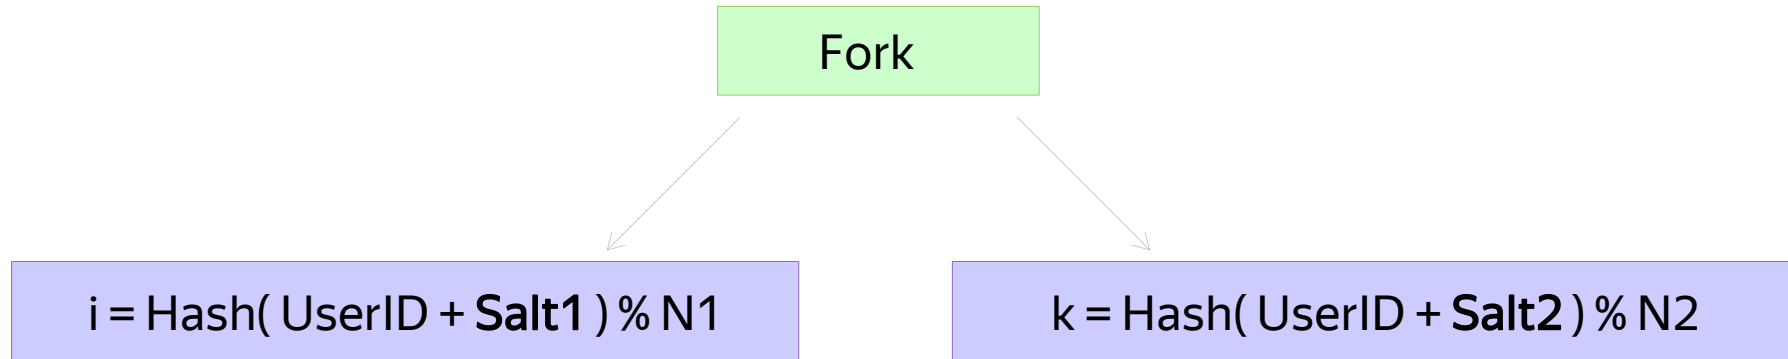 Fork
i = Hash( UserID + Salt1 ) % N1
k = Hash( UserID + Salt2 ) % N2